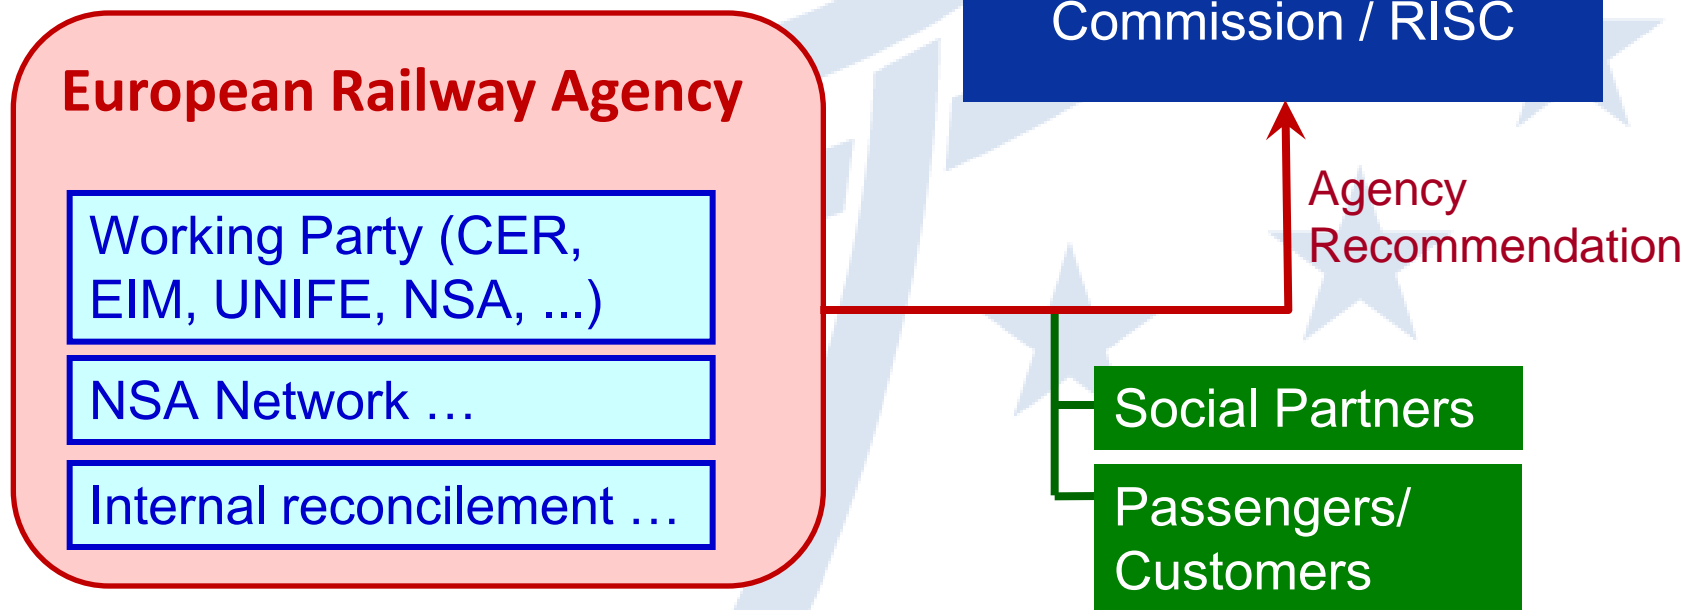 European Railway Agency
Working Party (CER,
EIM, UNIFE, NSA, ...)
NSA Network …
Internal reconcilement …
Commission / RISC
Agency
Recommendation
Social Partners
Passengers/
Customers